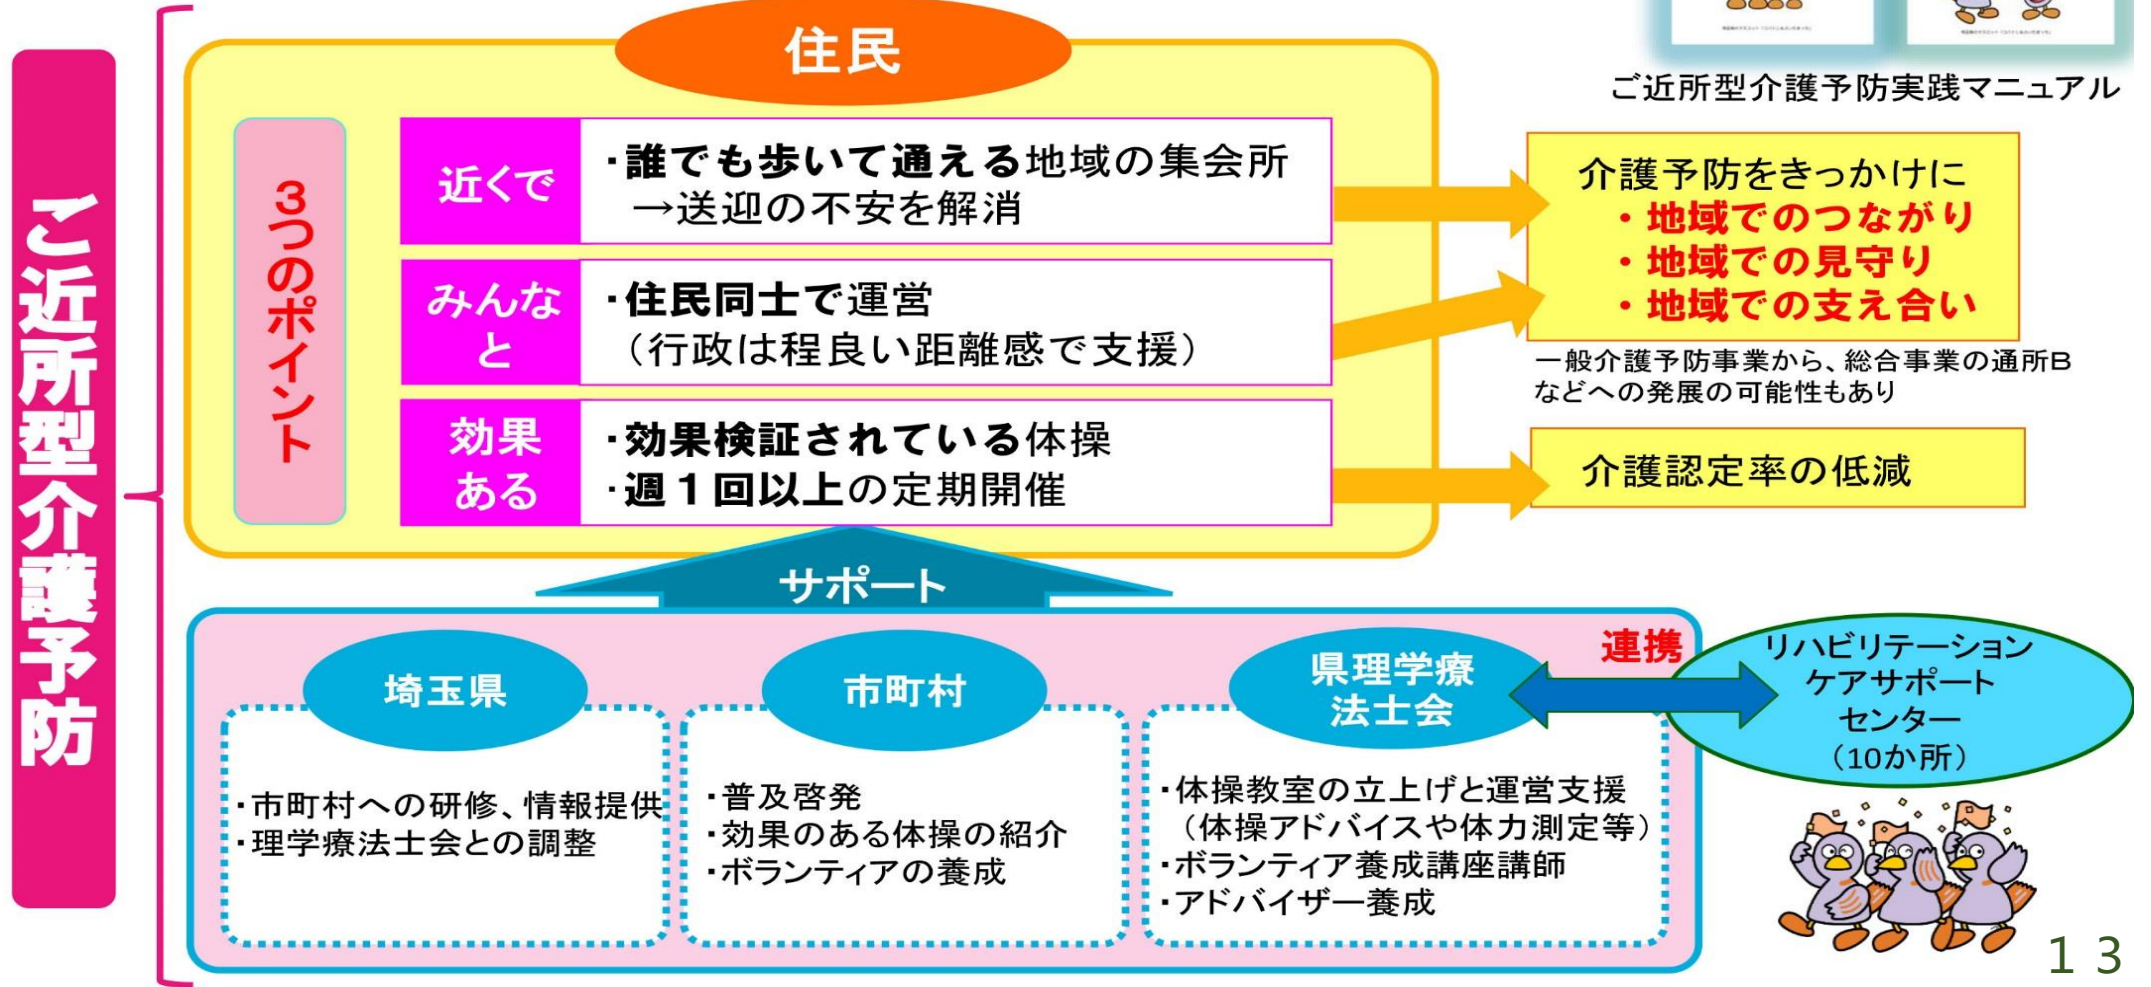 ご近所型介護予防
住民
3つのポイント
近くで
・誰でも歩いて通える地域の集会所
→送迎の不安を解消
みんな
と
・住民同士で運営
（行政は程良い距離感で支援）
効果
ある
・効果検証されている体操
・週１回以上の定期開催
ご近所型介護予防実践マニュアル
介護予防をきっかけに
・地域でのつながり
・地域での見守り
・地域での支え合い
一般介護予防事業から、総合事業の通所B
などへの発展の可能性もあり
介護認定率の低減
サポート
埼玉県
・市町村への研修、情報提供
・理学療法士会との調整
市町村
・普及啓発
・効果のある体操の紹介
・ボランティアの養成
県理学療
法士会
・体操教室の立上げと運営支援
（体操アドバイスや体力測定等）
・ボランティア養成講座講師
・アドバイザー養成
連携
リハビリテーション
ケアサポート
センター
（10か所）
１３